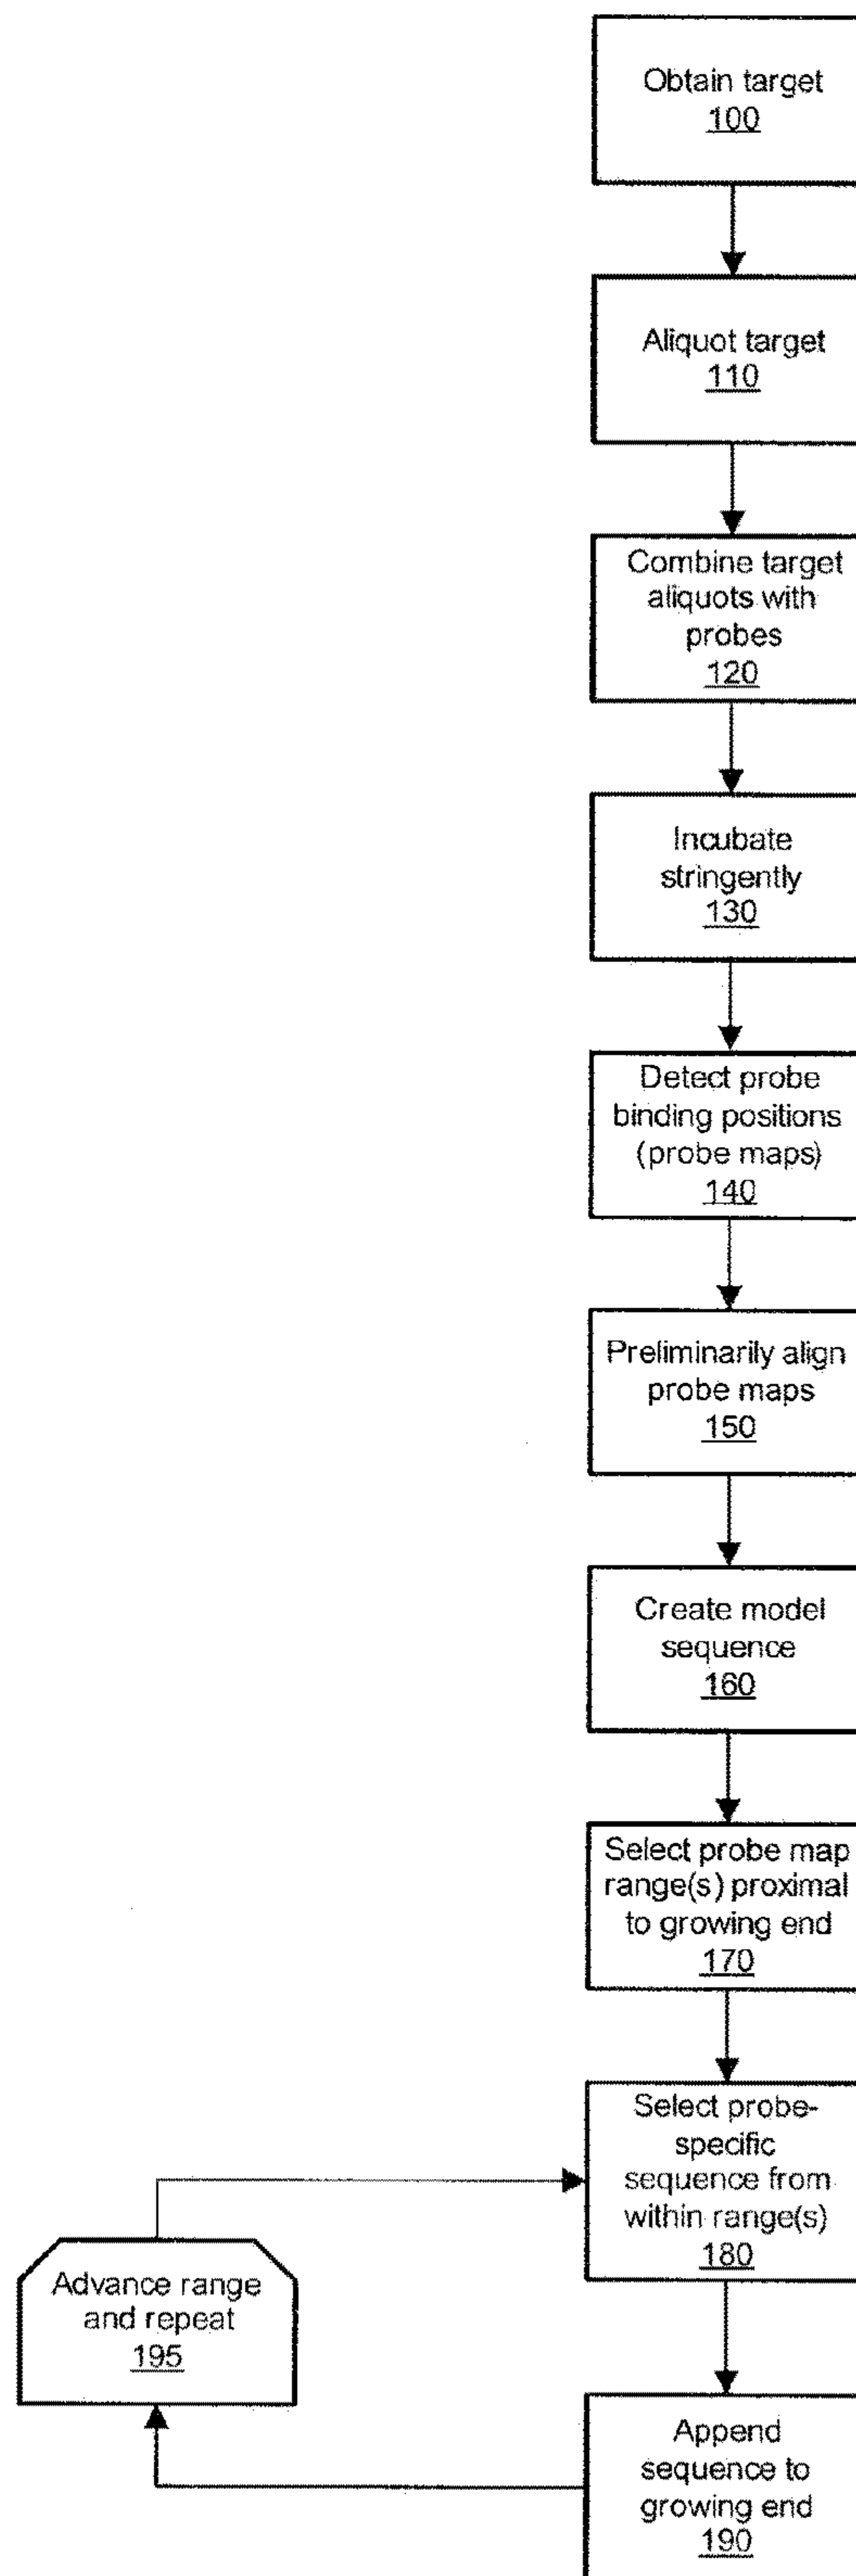 Obtain target
100
Aliquot target
110
Combine target
aliquots with
probes
120
Incubate
stringently
130
Detect probe
binding positions
(probe maps)
140
Preliminarily align
probe maps
150
Create model
sequence
160
Select probe map
range(s) proximal
to growing end
170
Select probe-
specific
sequence from
within range(s)
180
Advance range
and repeat
195
Append
sequence to
growing end
190